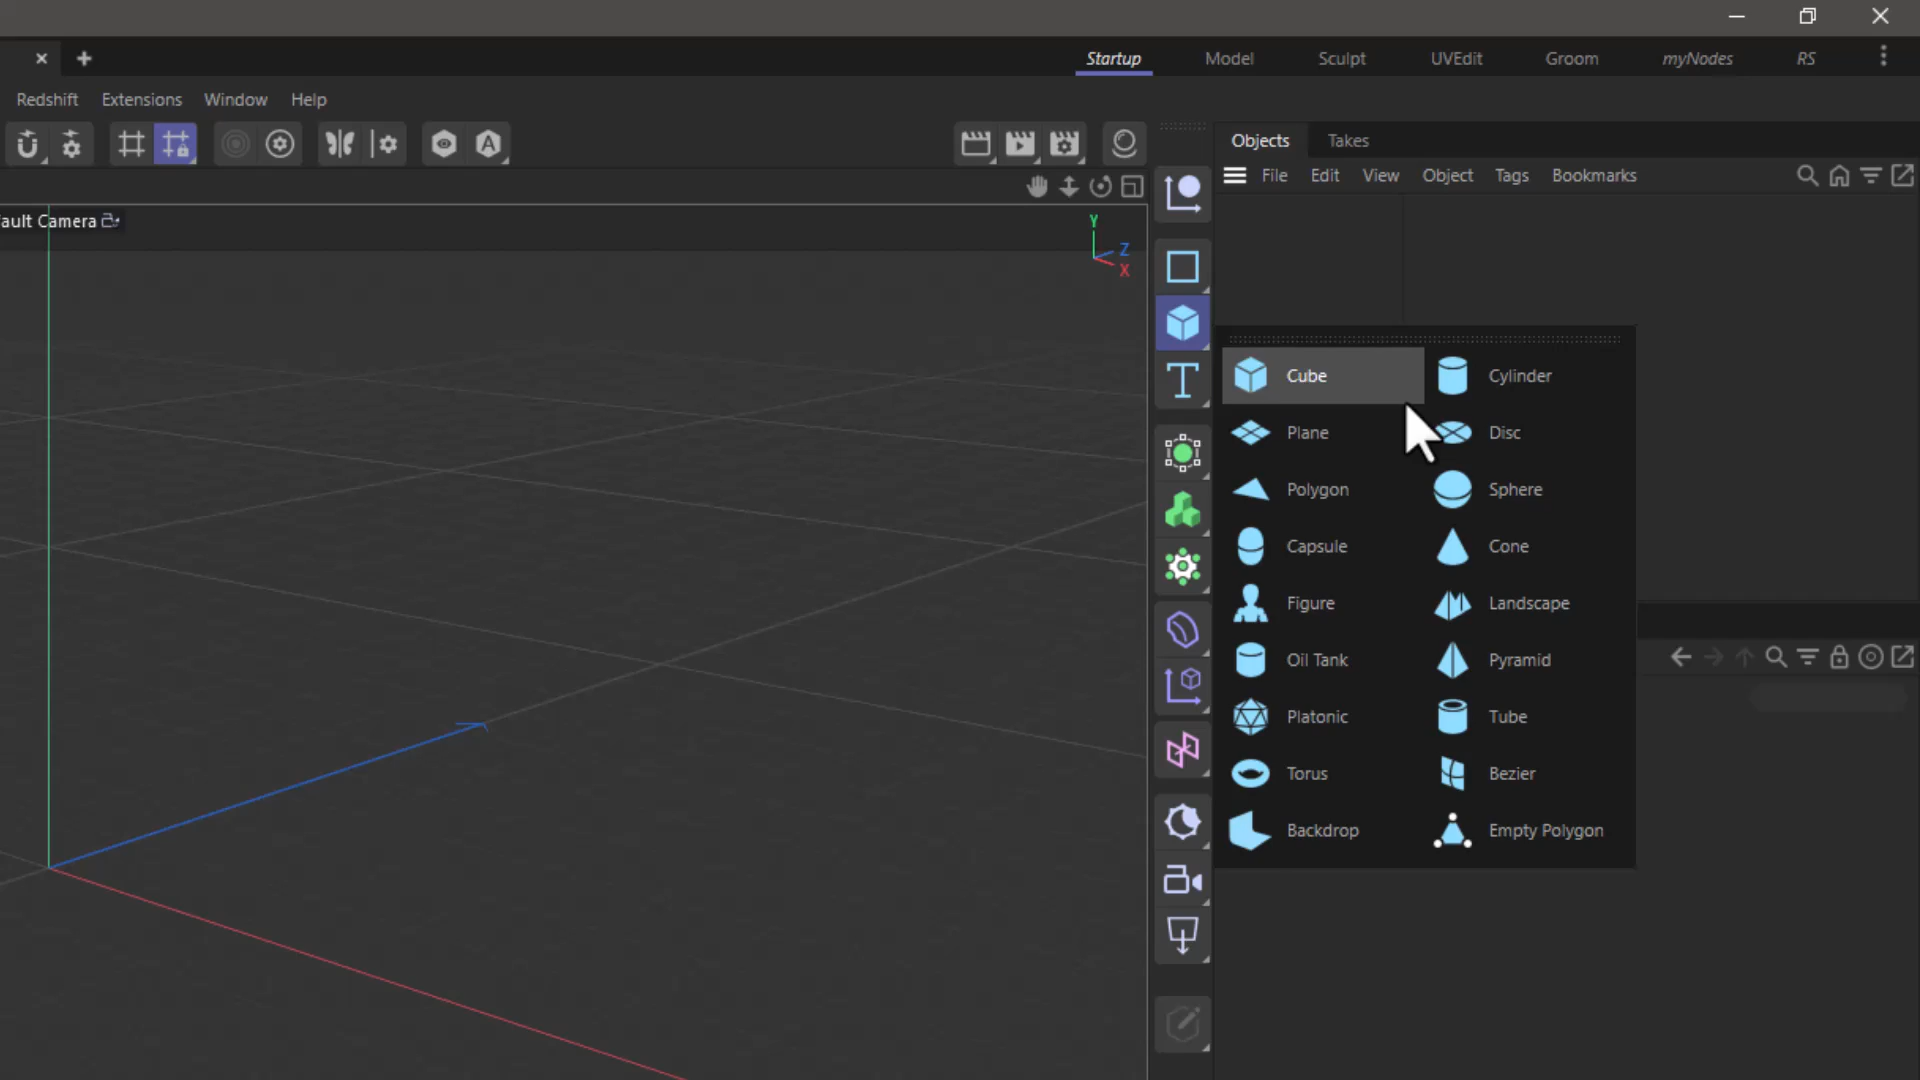 Startup Model Sculpt UVEdit Groom myNodes RS
Redshift Extensions Window Help
Objects Takes
File Edit View Object Tags Bookmarks
ault Camera
Y
Z
X
Cube Cylinder
Plane Disc
Polygon Sphere
Capsule Cone
Figure Landscape
Oil Tank Pyramid
Platonic Tube
Torus Bezier
Backdrop Empty Polygon